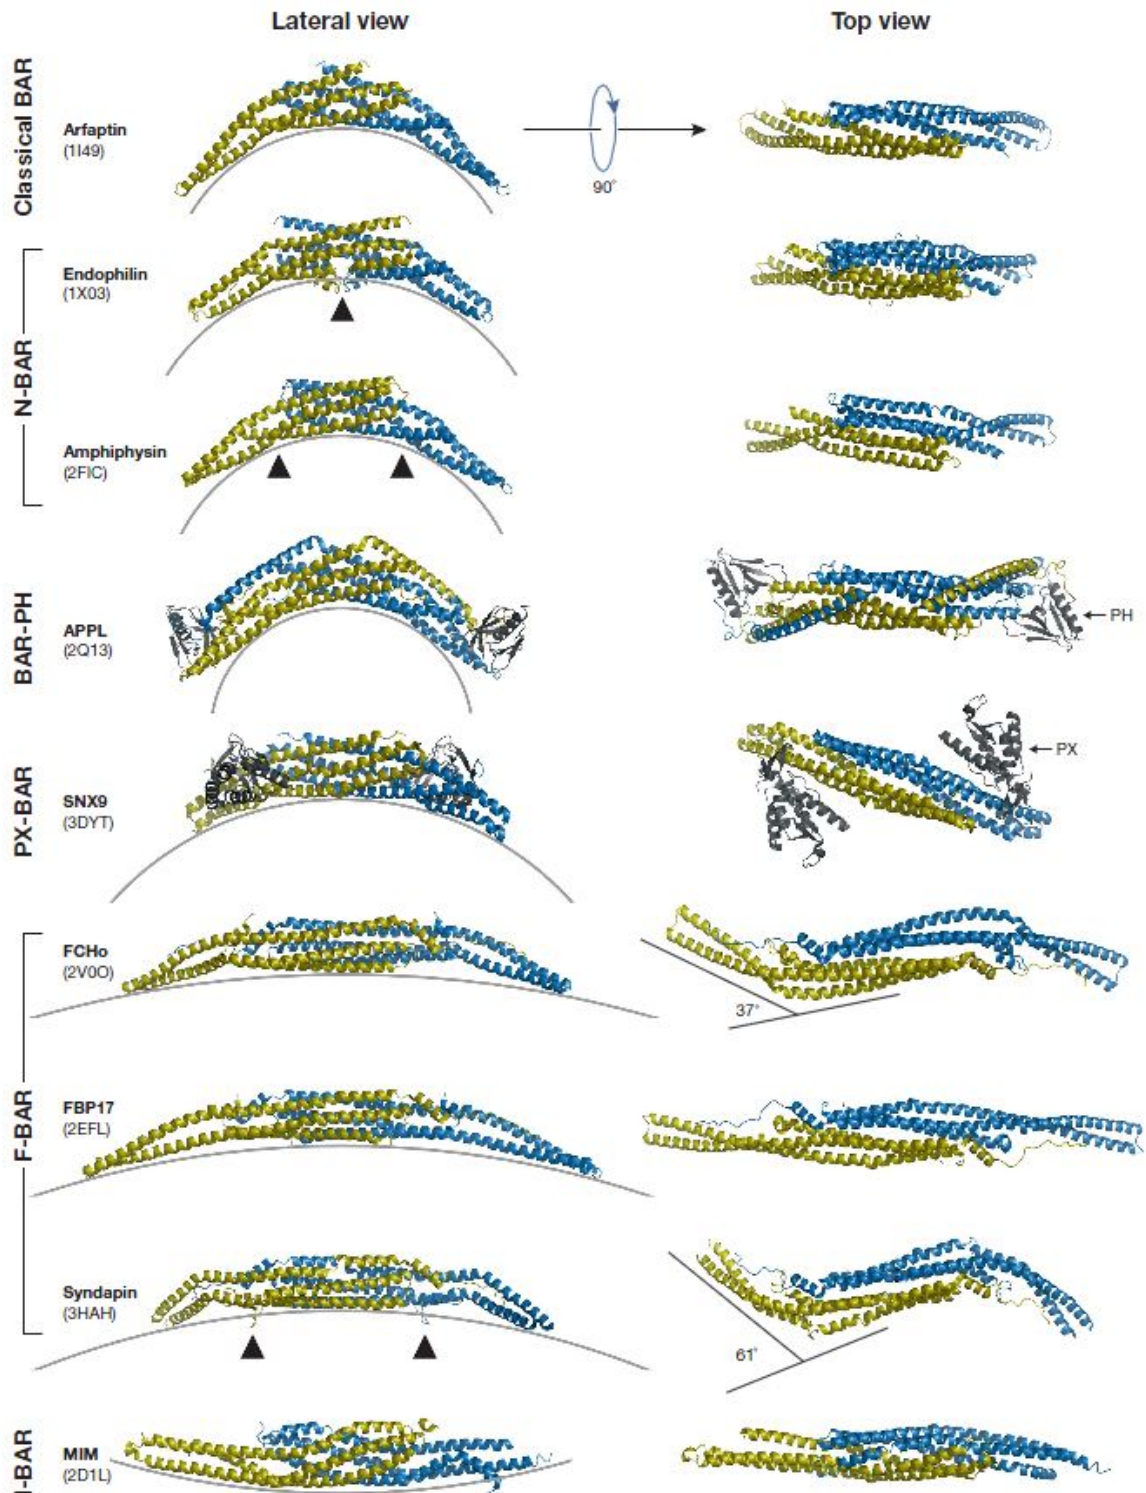 Lateral view
Top view
Classical BAR
Arfaptin
(1I49)
90°
N-BAR
Endophilin
(1X03)
Amphiphysin
(2FIC)
BAR-PH
APPL
(2Q13)
PH
PX-BAR
SNX9
(3DYT)
PX
F-BAR
FCHo
(2V0O)
37°
FBP17
(2EFL)
Syndapin
(3HAH)
61°
I-BAR
MIM
(2D1L)